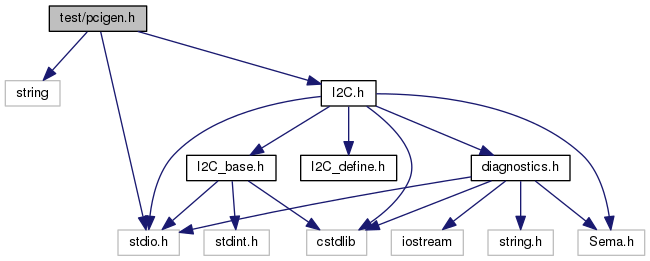 test/pcigen.h
string
I2C.h
I2C_base.h
I2C_define.h
diagnostics.h
stdio.h
stdint.h
cstdlib
iostream
string.h
Sema.h